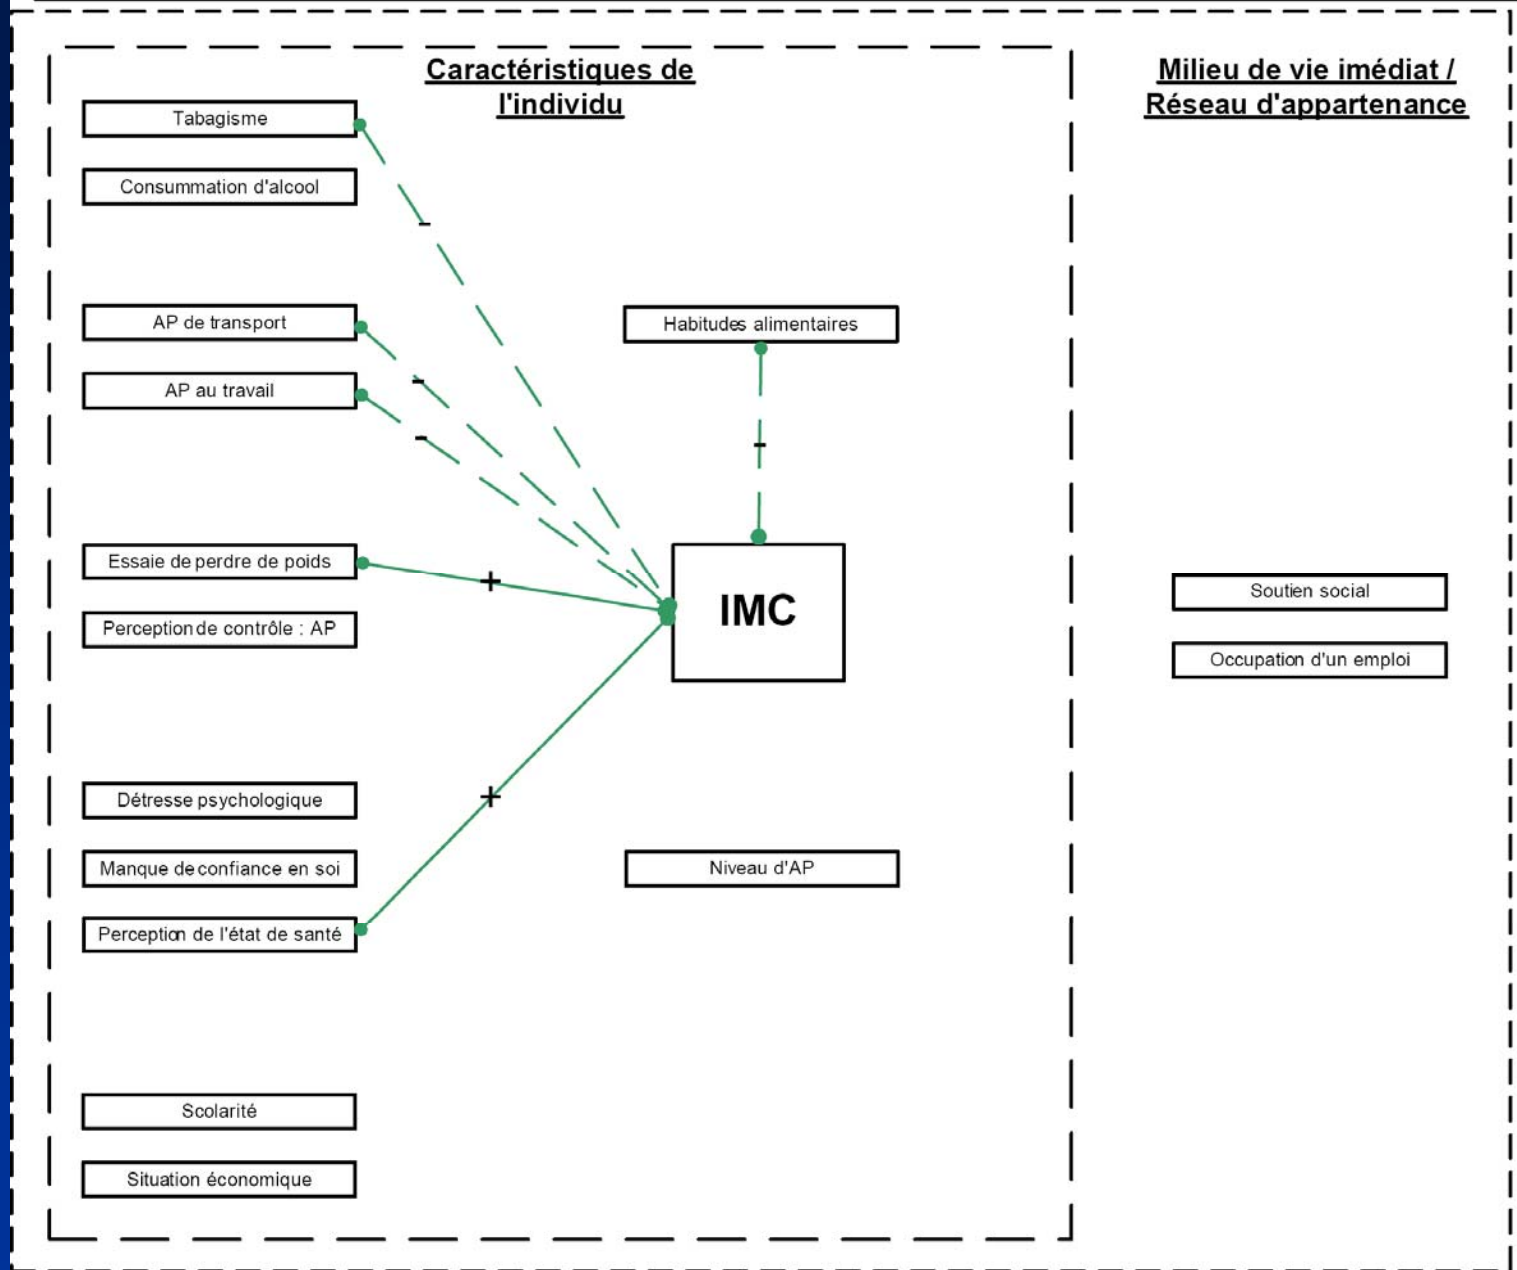 Caractéristiques de
l'individu
Milieu de vie imédiat /
Réseau d'appartenance
Tabagisme
Consummation d'alcool
-
AP de transport
Habitudes alimentaires
-
AP au travail
-
-
Essaie de perdre de poids
+
IMC
Soutien social
Perception de contrôle : AP
Occupation d'un emploi
Détresse psychologique
+
Manque de confiance en soi
Niveau d'AP
Perception de l'état de santé
Scolarité
Situation économique